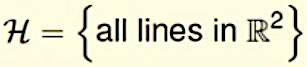 ℋ = {all lines in ℝ²}